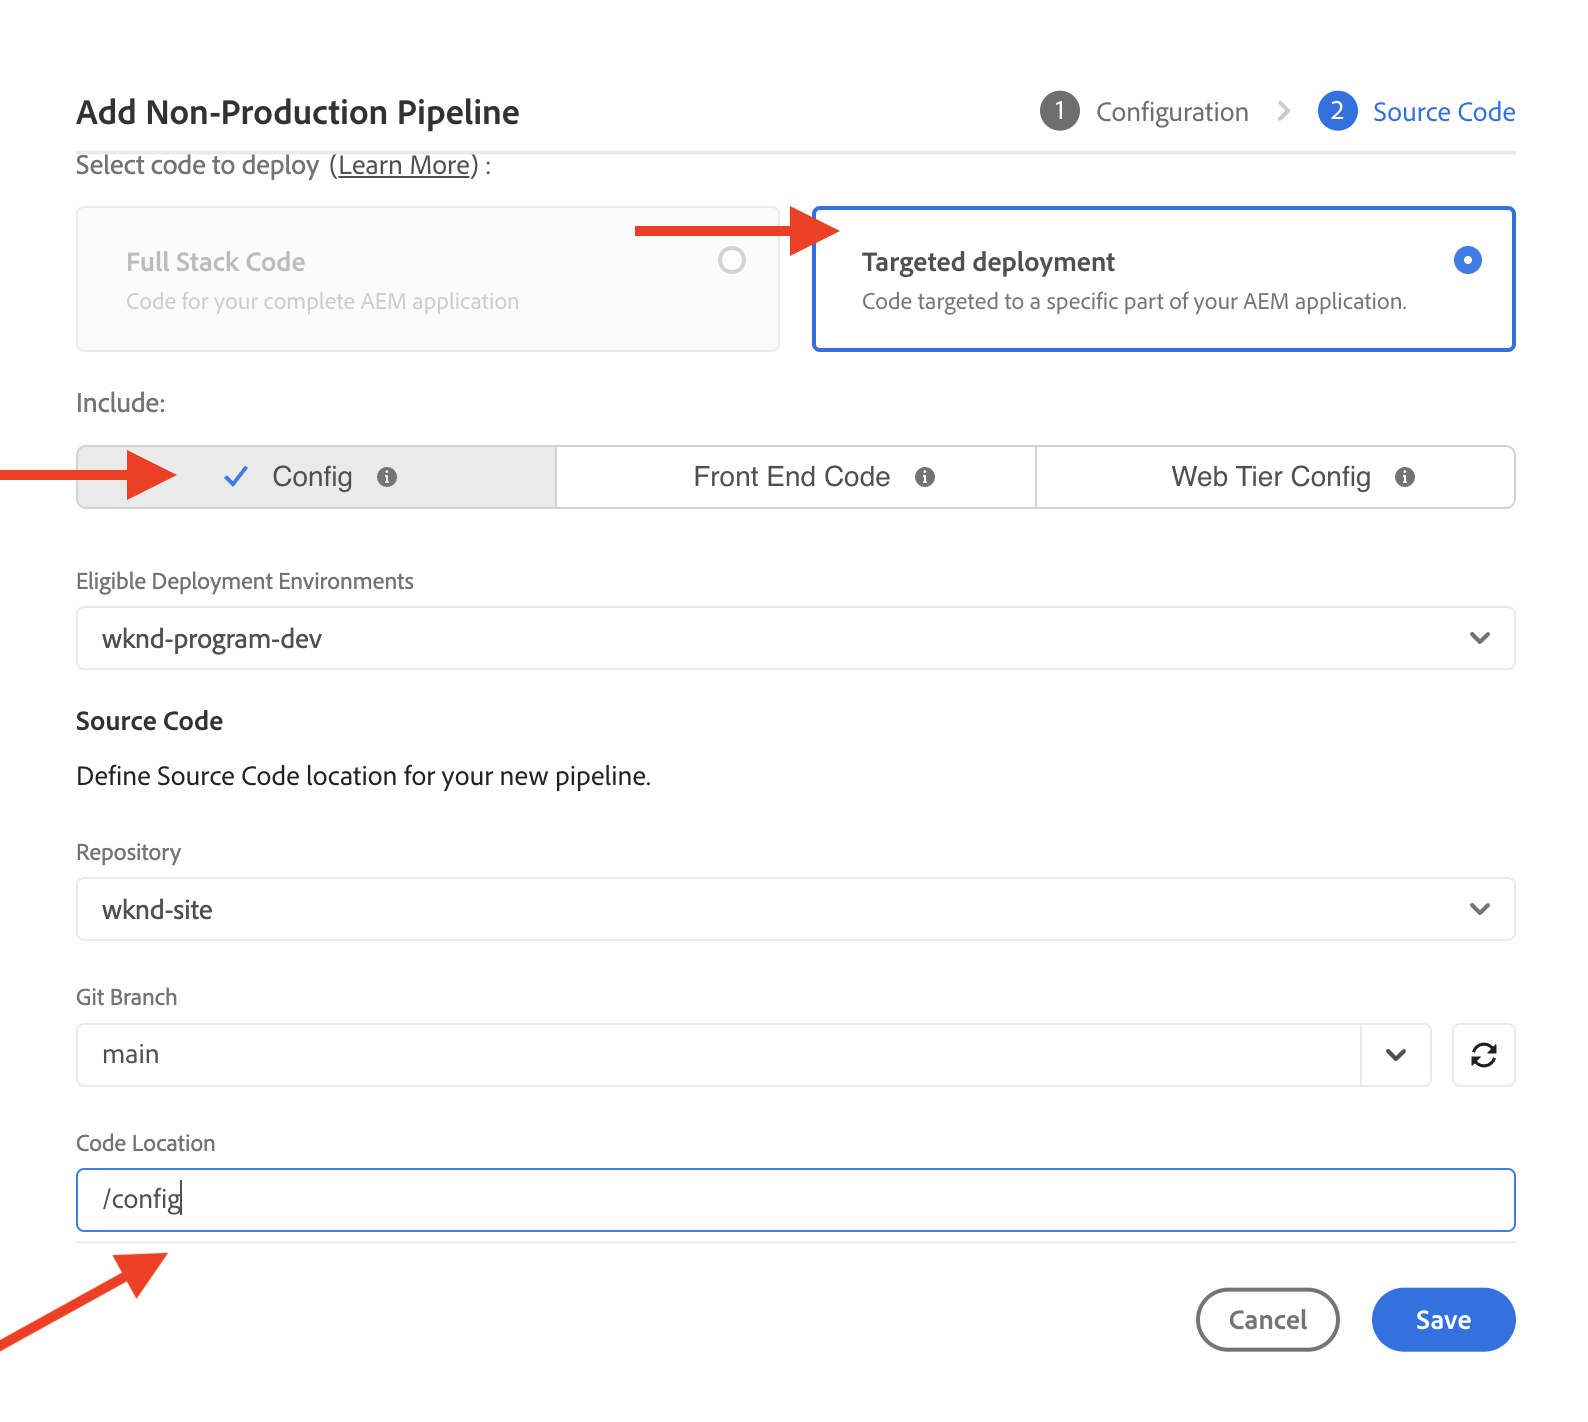 Add Non-Production Pipeline
1 Configuration 2 Source Code
Select code to deploy (Learn More) :
Full Stack Code
Code for your complete AEM application
Targeted deployment
Code targeted to a specific part of your AEM application.
Include:
Config
Front End Code
Web Tier Config
Eligible Deployment Environments
wknd-program-dev
Source Code
Define Source Code location for your new pipeline.
Repository
wknd-site
Git Branch
main
Code Location
/config
Cancel
Save